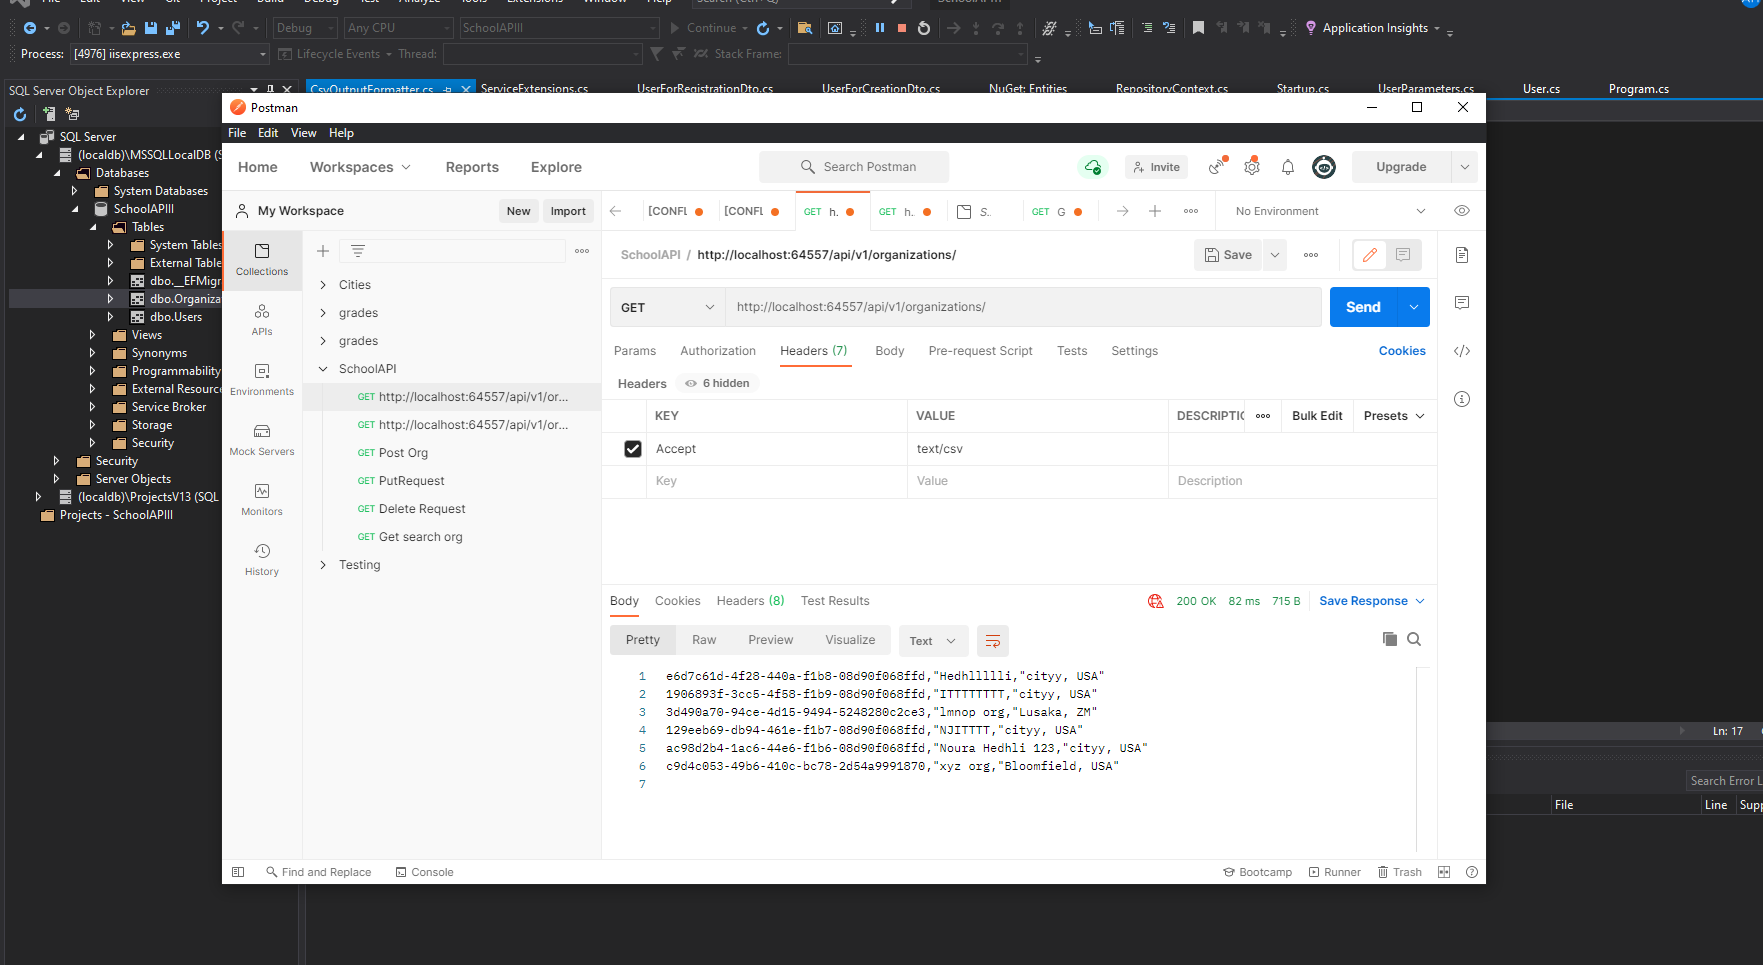 Debug
Any CPU
SchoolAPIII
Continue
Application Insights
Process:
[4976] iisexpress.exe
Lifecycle Events
Thread:
Stack Frame:
SQL Server Object Explorer
CsvOutputFormatter.cs
ServiceExtensions.cs
UserForRegistrationDto.cs
UserForCreationDto.cs
NuGet: Entities
RepositoryContext.cs
Startup.cs
UserParameters.cs
User.cs
Program.cs
SQL Server
(localdb)\MSSQLLocalDB (S
Databases
System Databases
SchoolAPIII
Tables
System Tables
External Table
dbo.__EFMigr
dbo.Organiza
dbo.Users
Views
Synonyms
Programmability
External Resource
Service Broker
Storage
Security
Security
Server Objects
(localdb)\ProjectsV13 (SQL
Projects - SchoolAPIII
Postman
File Edit View Help
Home Workspaces Reports Explore
Search Postman
Invite
Upgrade
My Workspace
New
Import
[CONFL
[CONFL
GET h.
GET h.
S.
GET G
No Environment
Collections
APIs
Environments
Mock Servers
Monitors
History
Cities
grades
grades
SchoolAPI
GET http://localhost:64557/api/v1/or...
GET http://localhost:64557/api/v1/or...
GET Post Org
GET PutRequest
GET Delete Request
GET Get search org
Testing
SchoolAPI / http://localhost:64557/api/v1/organizations/
Save
GET
http://localhost:64557/api/v1/organizations/
Send
Params Authorization Headers (7) Body Pre-request Script Tests Settings
Cookies
Headers
6 hidden
KEY VALUE DESCRIPTIO
Bulk Edit
Presets
Accept text/csv
Key Value Description
Body Cookies Headers (8) Test Results
200 OK 82 ms 715 B
Save Response
Pretty Raw Preview Visualize
Text
1 e6d7c61d-4f28-440a-f1b8-08d90f068ffd,"Hedhlllllli,"cityy, USA"
2 1906893f-3cc5-4f58-f1b9-08d90f068ffd,"ITTTTTTTTT,"cityy, USA"
3 3d490a70-94ce-4d15-9494-5248280c2ce3,"lmnop org,"Lusaka, ZM"
4 129eeb69-db94-461e-f1b7-08d90f068ffd,"NJITTTT,"cityy, USA"
5 ac98d2b4-1ac6-44e6-f1b6-08d90f068ffd,"Noura Hedhli 123,"cityy, USA"
6 c9d4c053-49b6-410c-bc78-2d54a9991870,"xyz org,"Bloomfield, USA"
7
Find and Replace
Console
Bootcamp
Runner
Trash
Ln: 17
Search Error L
File
Line
Supp